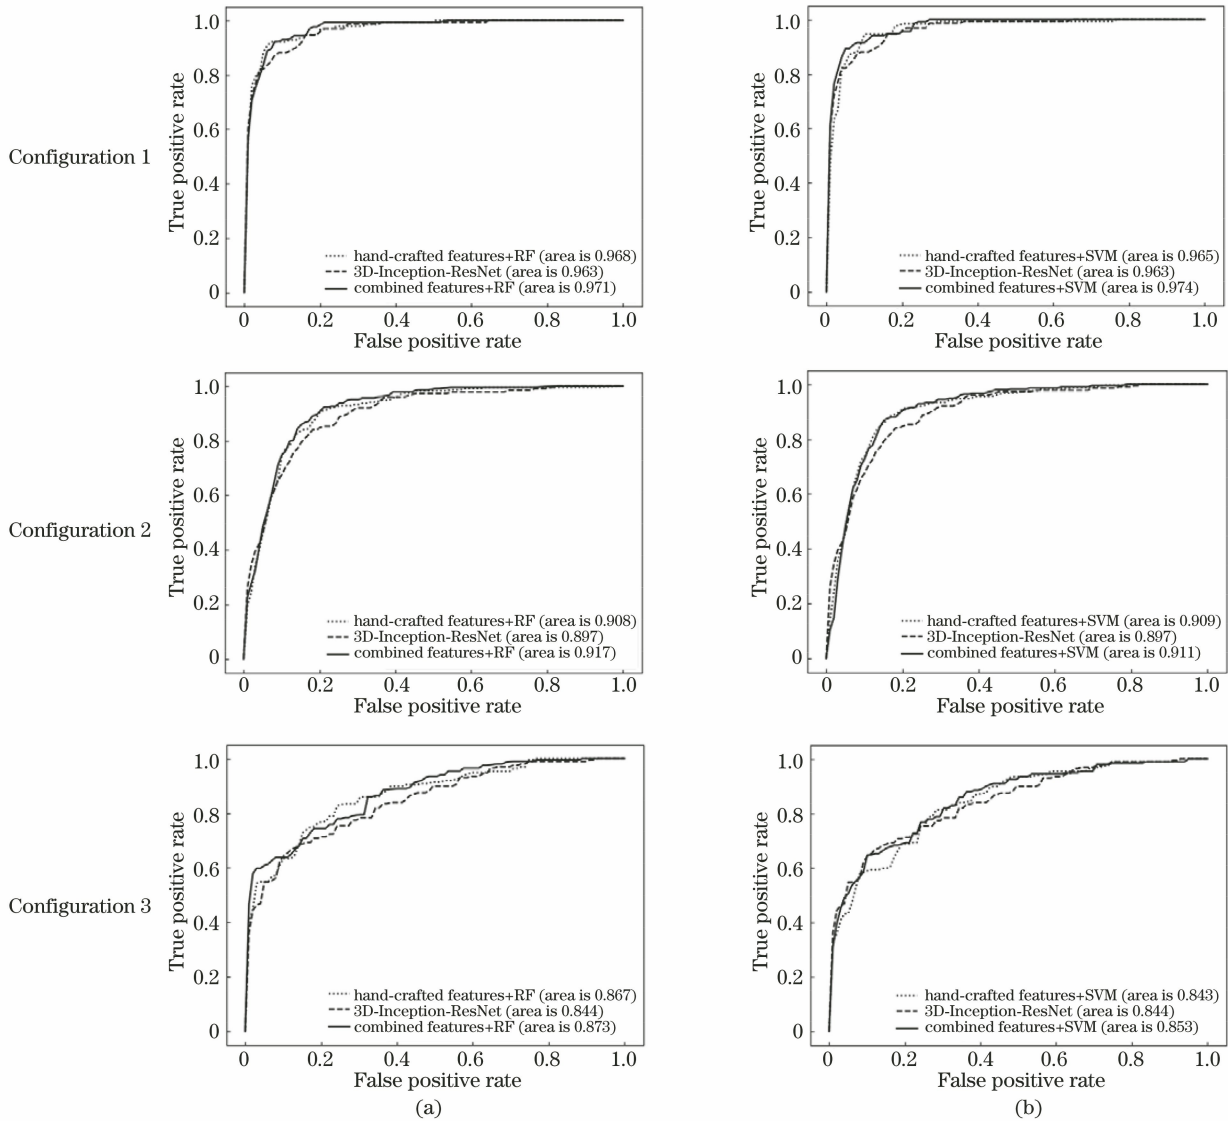 Configuration 1
True positive rate
1.0
0.8
0.6
0.4
0.2
0
hand-crafted features+RF (area is 0.968)
3D-Inception-ResNet (area is 0.963)
combined features+RF (area is 0.971)
0 0.2 0.4 0.6 0.8 1.0
False positive rate
True positive rate
1.0
0.8
0.6
0.4
0.2
0
hand-crafted features+SVM (area is 0.965)
3D-Inception-ResNet (area is 0.963)
combined features+SVM (area is 0.974)
0 0.2 0.4 0.6 0.8 1.0
False positive rate
Configuration 2
True positive rate
1.0
0.8
0.6
0.4
0.2
0
hand-crafted features+RF (area is 0.908)
3D-Inception-ResNet (area is 0.897)
combined features+RF (area is 0.917)
0 0.2 0.4 0.6 0.8 1.0
False positive rate
True positive rate
1.0
0.8
0.6
0.4
0.2
0
hand-crafted features+SVM (area is 0.909)
3D-Inception-ResNet (area is 0.897)
combined features+SVM (area is 0.911)
0 0.2 0.4 0.6 0.8 1.0
False positive rate
Configuration 3
True positive rate
1.0
0.8
0.6
0.4
0.2
0
hand-crafted features+RF (area is 0.867)
3D-Inception-ResNet (area is 0.844)
combined features+RF (area is 0.873)
0 0.2 0.4 0.6 0.8 1.0
False positive rate
(a)
True positive rate
1.0
0.8
0.6
0.4
0.2
0
hand-crafted features+SVM (area is 0.843)
3D-Inception-ResNet (area is 0.844)
combined features+SVM (area is 0.853)
0 0.2 0.4 0.6 0.8 1.0
False positive rate
(b)